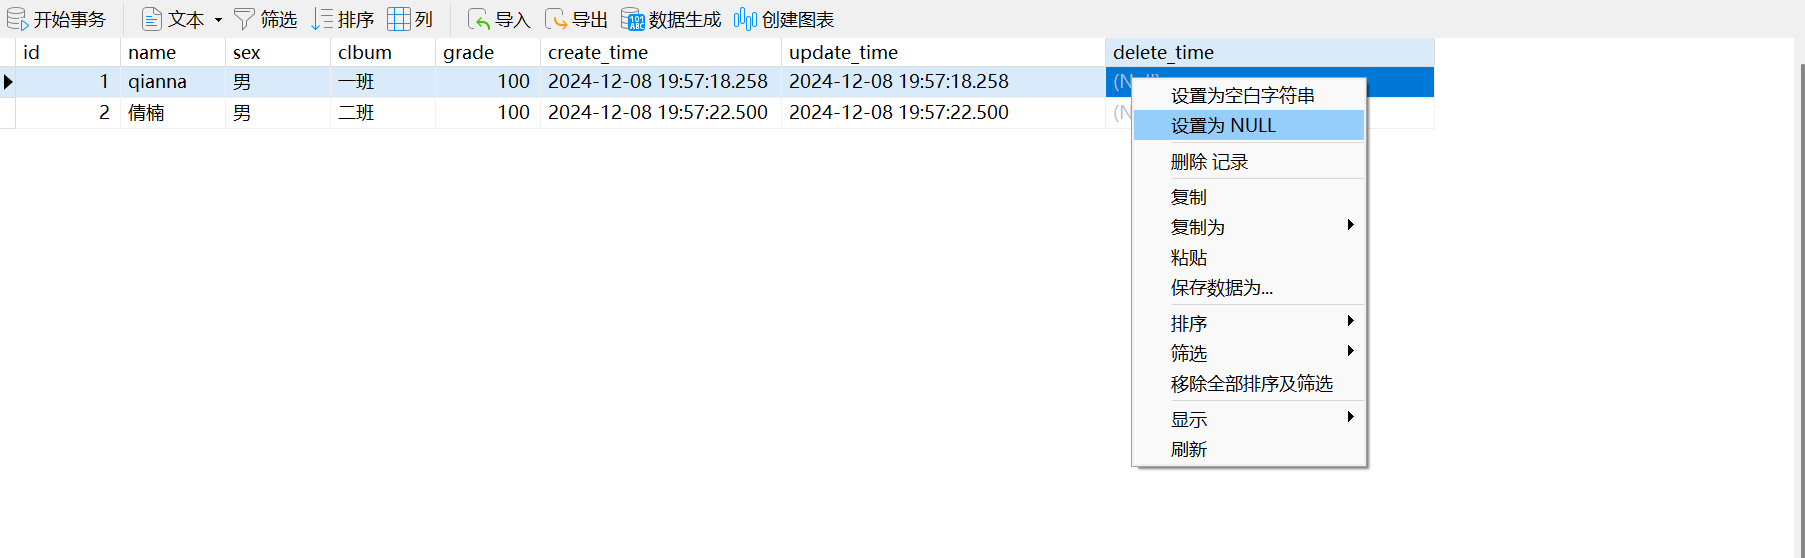 开始事务 文本 筛选 排序 列 导入 导出 数据生成 创建图表
id name sex clbum grade create_time update_time delete_time
1 qianna 男 一班 100 2024-12-08 19:57:18.258 2024-12-08 19:57:18.258
2 倩楠 男 二班 100 2024-12-08 19:57:22.500 2024-12-08 19:57:22.500
设置为空白字符串
设置为 NULL
删除 记录
复制
复制为
粘贴
保存数据为...
排序
筛选
移除全部排序及筛选
显示
刷新